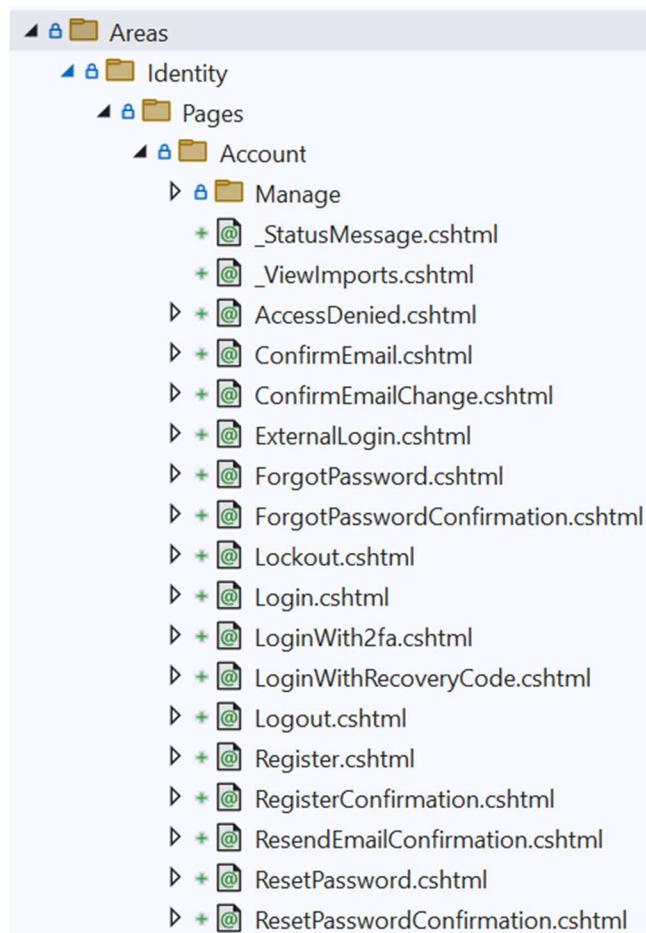 Areas
Identity
Pages
Account
Manage
_StatusMessage.cshtml
_ViewImports.cshtml
AccessDenied.cshtml
ConfirmEmail.cshtml
ConfirmEmailChange.cshtml
ExternalLogin.cshtml
ForgotPassword.cshtml
ForgotPasswordConfirmation.cshtml
Lockout.cshtml
Login.cshtml
LoginWith2fa.cshtml
LoginWithRecoveryCode.cshtml
Logout.cshtml
Register.cshtml
RegisterConfirmation.cshtml
ResendEmailConfirmation.cshtml
ResetPassword.cshtml
ResetPasswordConfirmation.cshtml